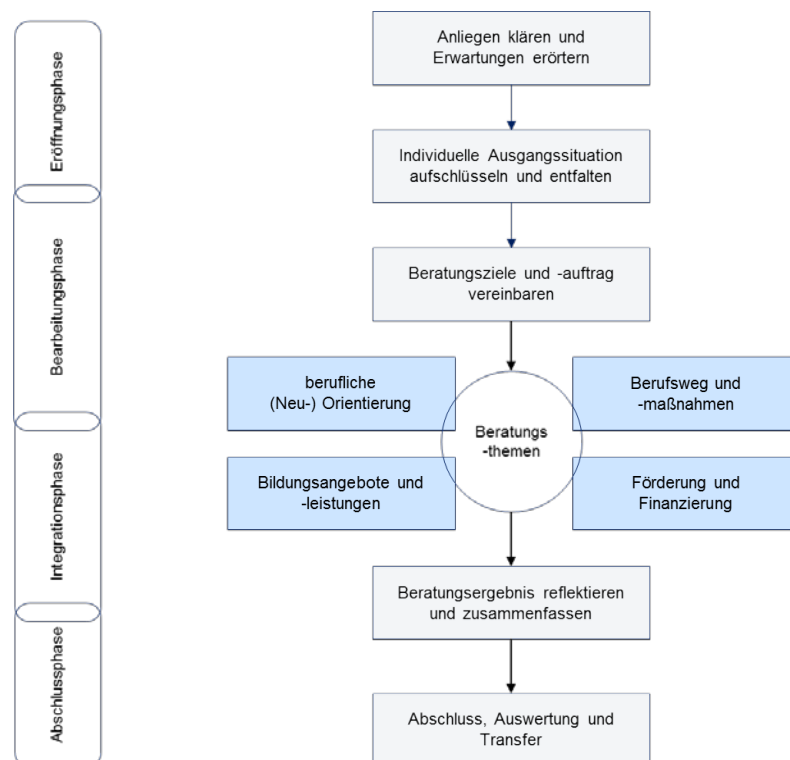 Eröffnungsphase
Bearbeitungsphase
Integrationsphase
Abschlussphase
Anliegen klären und
Erwartungen erörtern
Individuelle Ausgangssituation
aufschlüsseln und entfalten
Beratungsziele und -auftrag
vereinbaren
berufliche
(Neu-) Orientierung
Berufsweg und
-maßnahmen
Beratungs
-themen
Bildungsangebote und
-leistungen
Förderung und
Finanzierung
Beratungsergebnis reflektieren
und zusammenfassen
Abschluss, Auswertung und
Transfer